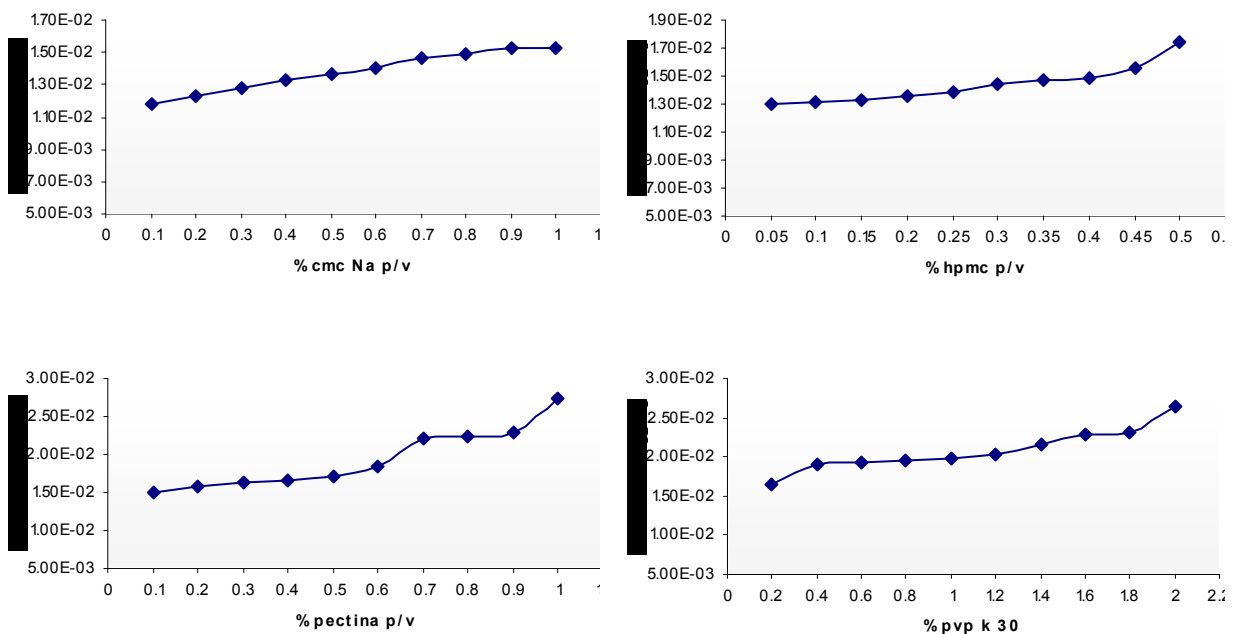 1.70E-02
1.50E-02
1.30E-02
1.10E-02
9.00E-03
7.00E-03
5.00E-03
0 0.1 0.2 0.3 0.4 0.5 0.6 0.7 0.8 0.9 1 1
% cmc Na p/v
1.90E-02
1.70E-02
1.50E-02
1.30E-02
1.10E-02
9.00E-03
7.00E-03
5.00E-03
0 0.05 0.1 0.15 0.2 0.25 0.3 0.35 0.4 0.45 0.5 0.
% hpmc p/v
3.00E-02
2.50E-02
2.00E-02
1.50E-02
1.00E-02
5.00E-03
0 0.1 0.2 0.3 0.4 0.5 0.6 0.7 0.8 0.9 1 1
% pectina p/v
3.00E-02
2.50E-02
2.00E-02
1.50E-02
1.00E-02
5.00E-03
0 0.2 0.4 0.6 0.8 1 1.2 1.4 1.6 1.8 2 2.2
% pvp k 30